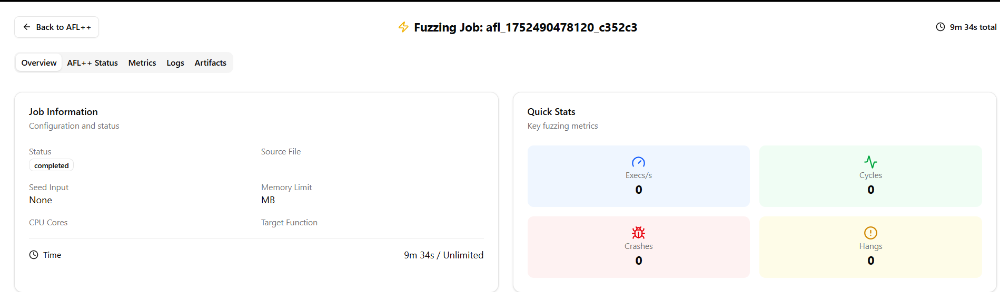 Back to AFL++
Fuzzing Job: afl_1752490478120_c352c3
9m 34s total
Overview
AFL++ Status
Metrics
Logs
Artifacts
Job Information
Configuration and status
Status
completed
Source File
Seed Input
None
Memory Limit
MB
CPU Cores
Target Function
Time
9m 34s / Unlimited
Quick Stats
Key fuzzing metrics
Execs/s
0
Cycles
0
Crashes
0
Hangs
0